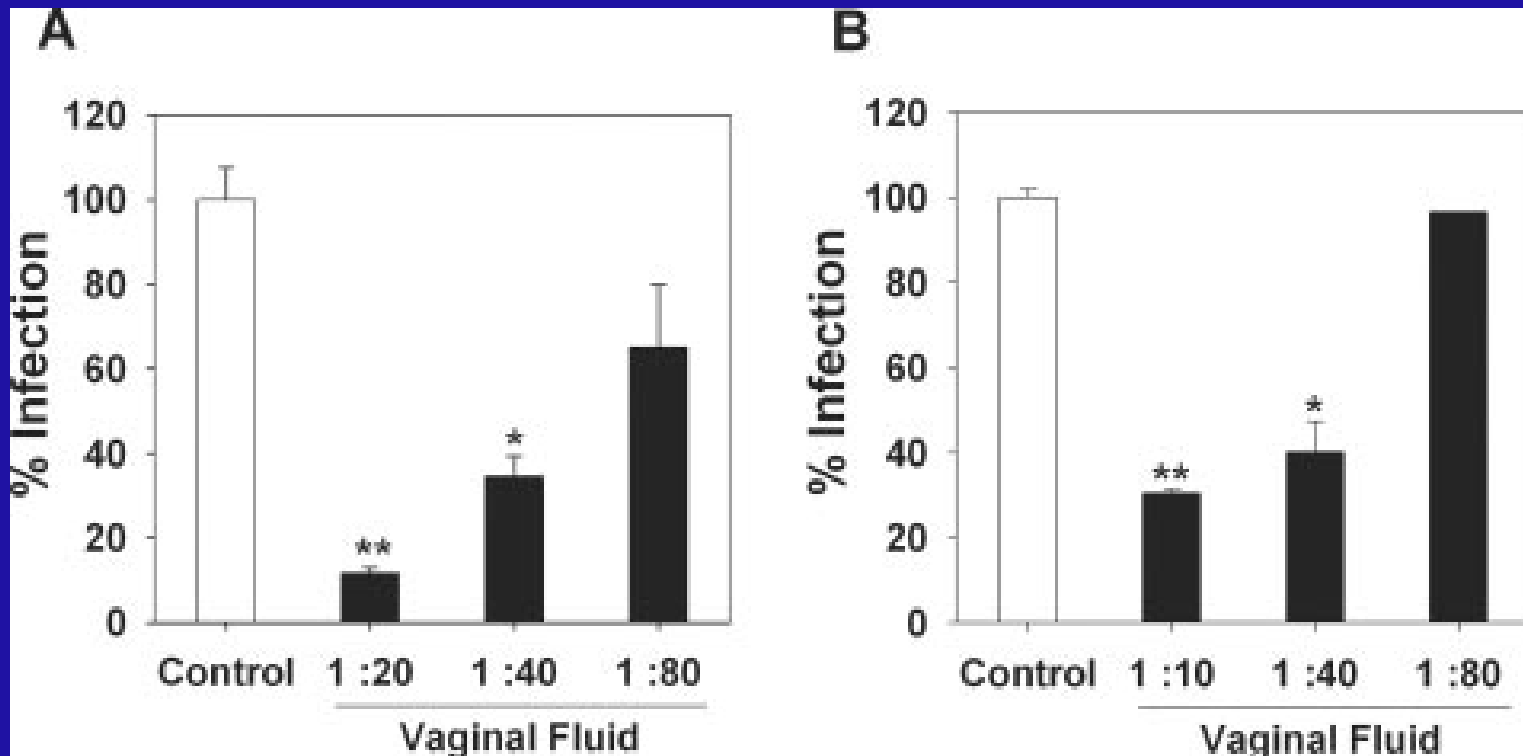 A
120
100
80
60
40
20
0
% Infection
**
*
Control 1 :20 1 :40 1 :80
Vaginal Fluid
B
120
100
80
60
40
20
0
% Infection
**
*
Control 1 :10 1 :40 1 :80
Vaginal Fluid